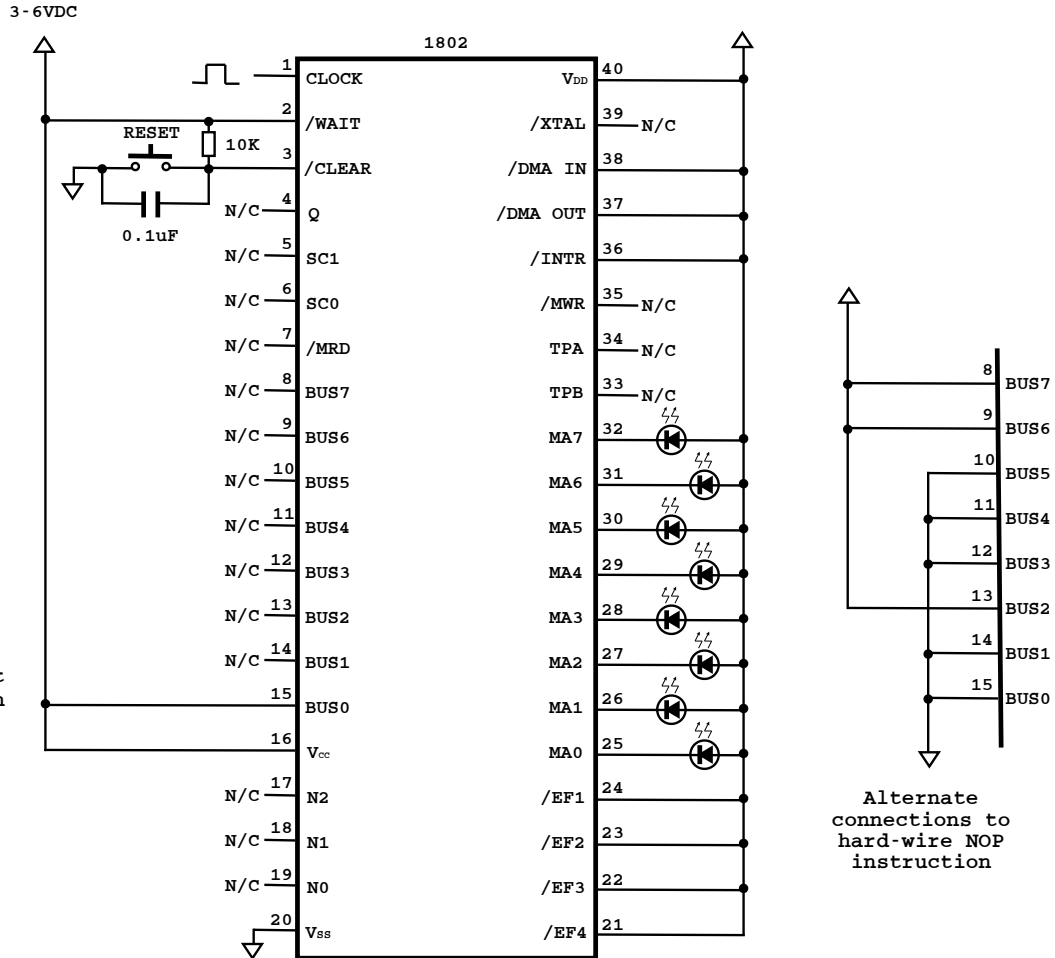 3-6VDC
1802
1
CLOCK
2
/WAIT
RESET
10K
3
/CLEAR
0.1uF
N/C
4
Q
N/C
5
SC1
N/C
6
SC0
N/C
7
/MRD
N/C
8
BUS7
N/C
9
BUS6
N/C
10
BUS5
N/C
11
BUS4
N/C
12
BUS3
N/C
13
BUS2
N/C
14
BUS1
15
BUS0
16
Vcc
N/C
17
N2
N/C
18
N1
N/C
19
N0
20
Vss
VDD
40
/XTAL
39
N/C
/DMA IN
38
/DMA OUT
37
/INTR
36
/MWR
35
N/C
TPA
34
N/C
TPB
33
N/C
MA7
32
MA6
31
MA5
30
MA4
29
MA3
28
MA2
27
MA1
26
MA0
25
/EF1
24
/EF2
23
/EF3
22
/EF4
21
8
BUS7
9
BUS6
10
BUS5
11
BUS4
12
BUS3
13
BUS2
14
BUS1
15
BUS0
Alternate
connections to
hard-wire NOP
instruction